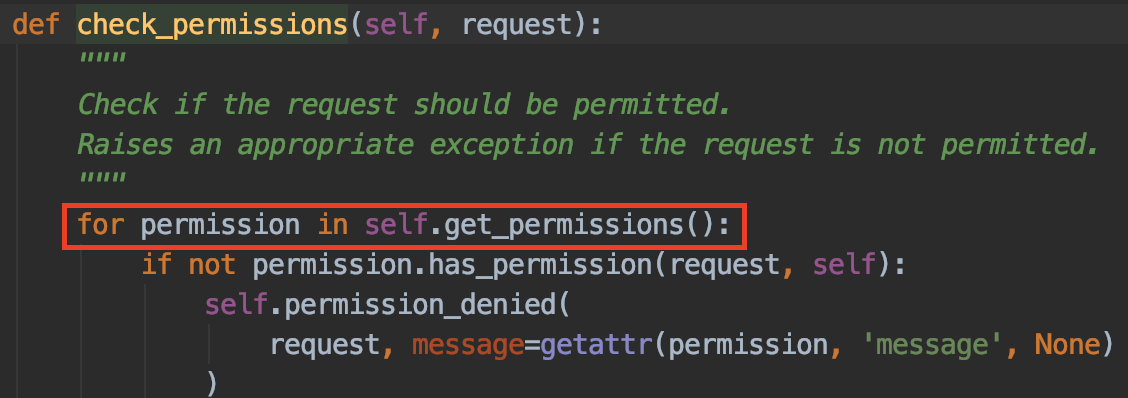 def check_permissions(self, request):
"""
Check if the request should be permitted.
Raises an appropriate exception if the request is not permitted.
"""
for permission in self.get_permissions():
if not permission.has_permission(request, self):
self.permission_denied(
request, message=getattr(permission, 'message', None)
)